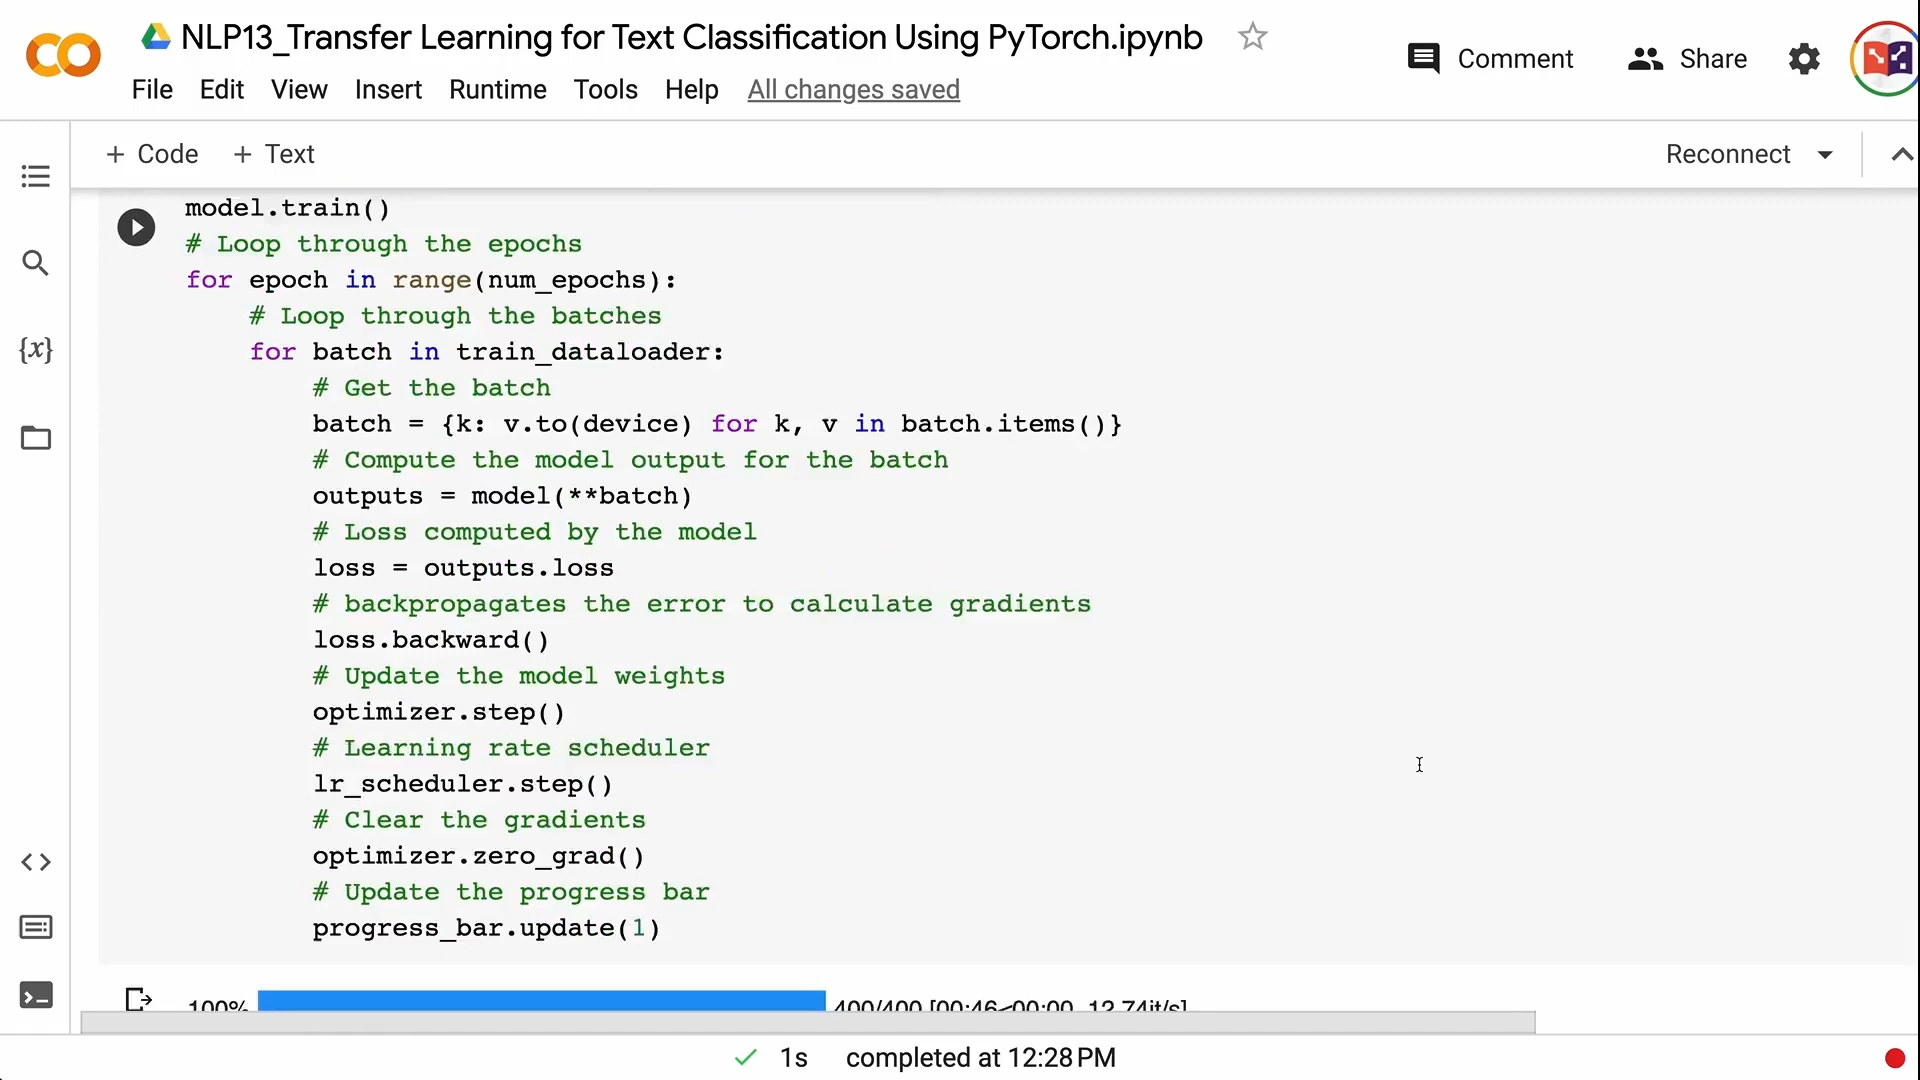 NLP13_Transfer Learning for Text Classification Using PyTorch.ipynb
Comment
Share
File Edit View Insert Runtime Tools Help All changes saved
+ Code + Text
Reconnect
model.train()
# Loop through the epochs
for epoch in range(num_epochs):
# Loop through the batches
for batch in train_dataloader:
# Get the batch
batch = {k: v.to(device) for k, v in batch.items()}
# Compute the model output for the batch
outputs = model(**batch)
# Loss computed by the model
loss = outputs.loss
# backpropagates the error to calculate gradients
loss.backward()
# Update the model weights
optimizer.step()
# Learning rate scheduler
lr_scheduler.step()
# Clear the gradients
optimizer.zero_grad()
# Update the progress bar
progress_bar.update(1)
100% 400/400 [00:46<00:00, 12.74it/s]
1s completed at 12:28 PM